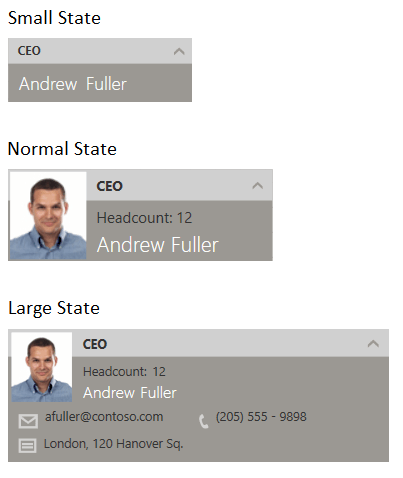 Small State
CEO
Andrew Fuller
Normal State
CEO
Headcount: 12
Andrew Fuller
Large State
CEO
Headcount: 12
Andrew Fuller
afuller@contoso.com (205) 555 - 9898
London, 120 Hanover Sq.